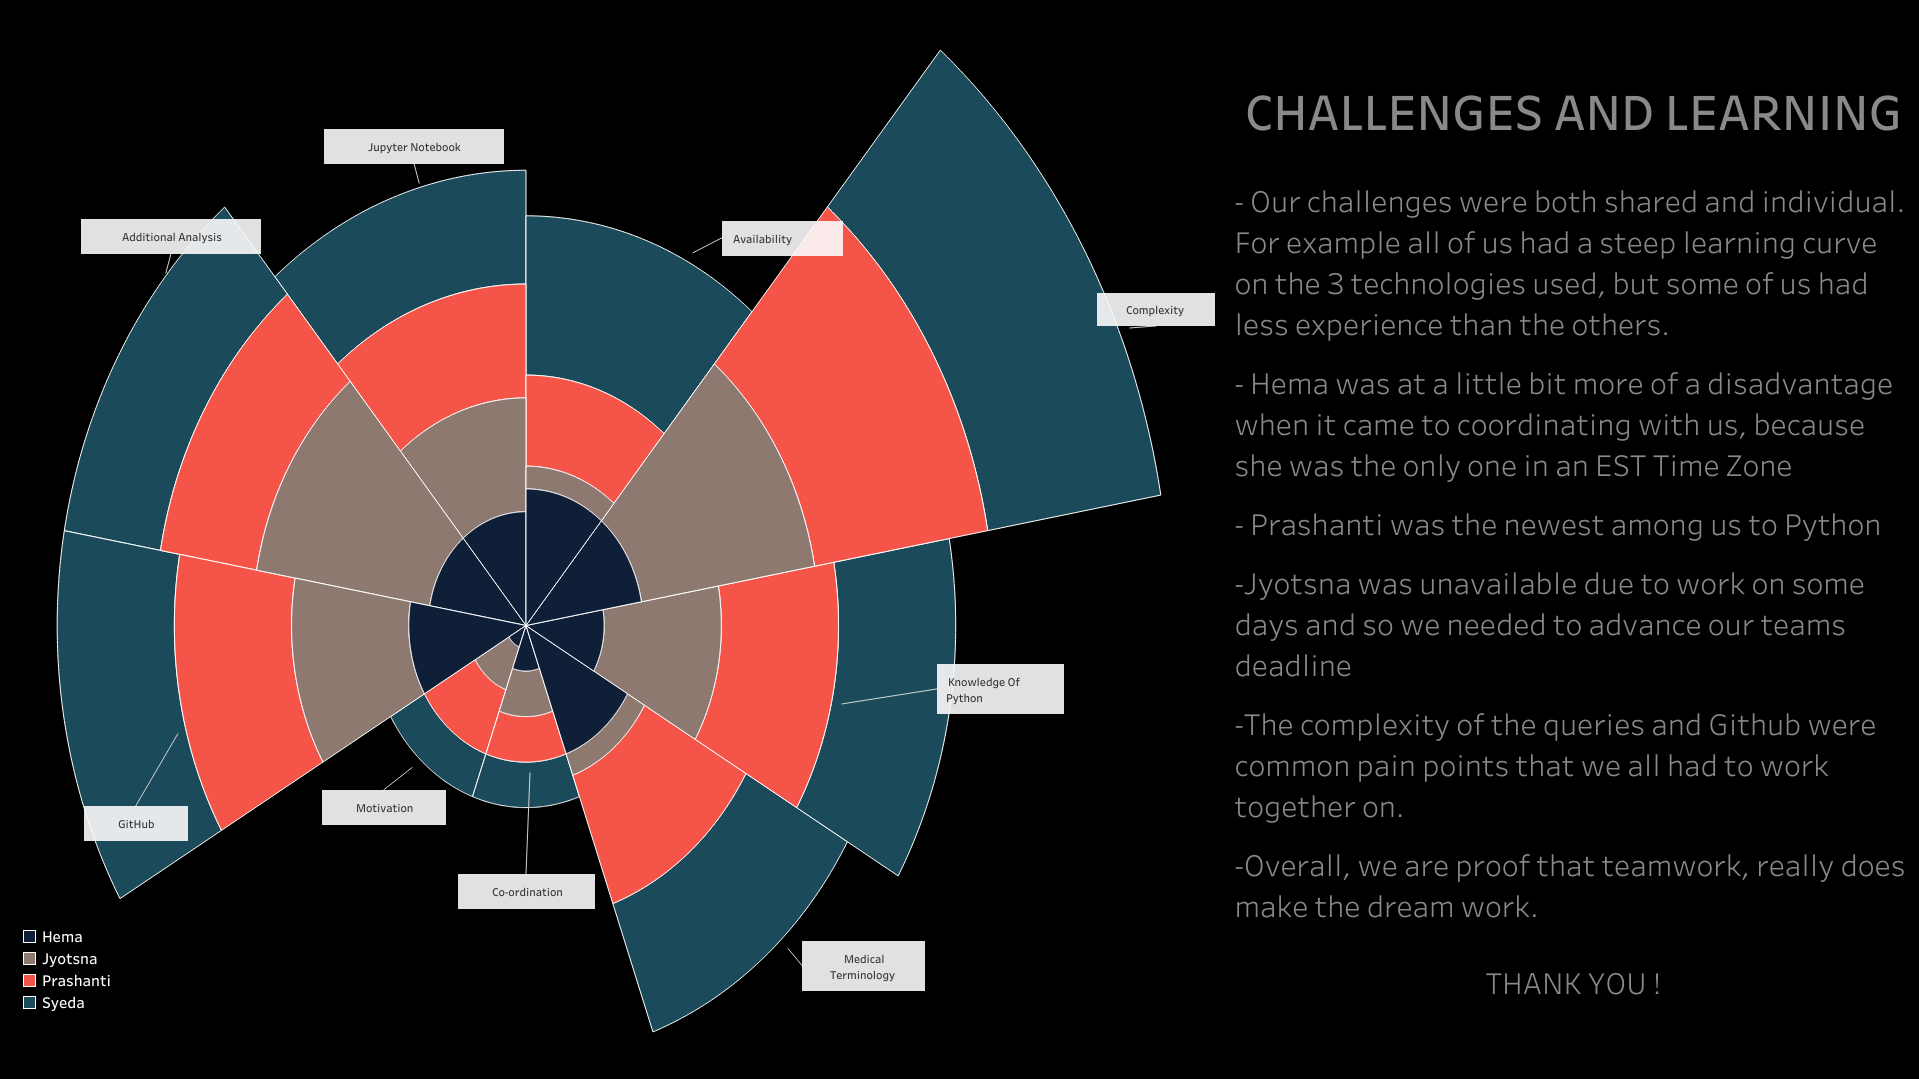 CHALLENGES AND LEARNING
- Our challenges were both shared and individual.
For example all of us had a steep learning curve
on the 3 technologies used, but some of us had
less experience than the others.
- Hema was at a little bit more of a disadvantage
when it came to coordinating with us, because
she was the only one in an EST Time Zone
- Prashanti was the newest among us to Python
-Jyotsna was unavailable due to work on some
days and so we needed to advance our teams
deadline
-The complexity of the queries and Github were
common pain points that we all had to work
together on.
-Overall, we are proof that teamwork, really does
make the dream work.
THANK YOU !
Jupyter Notebook
Additional Analysis
Availability
Complexity
Knowledge Of
Python
GitHub
Motivation
Co-ordination
Medical
Terminology
Hema
Jyotsna
Prashanti
Syeda